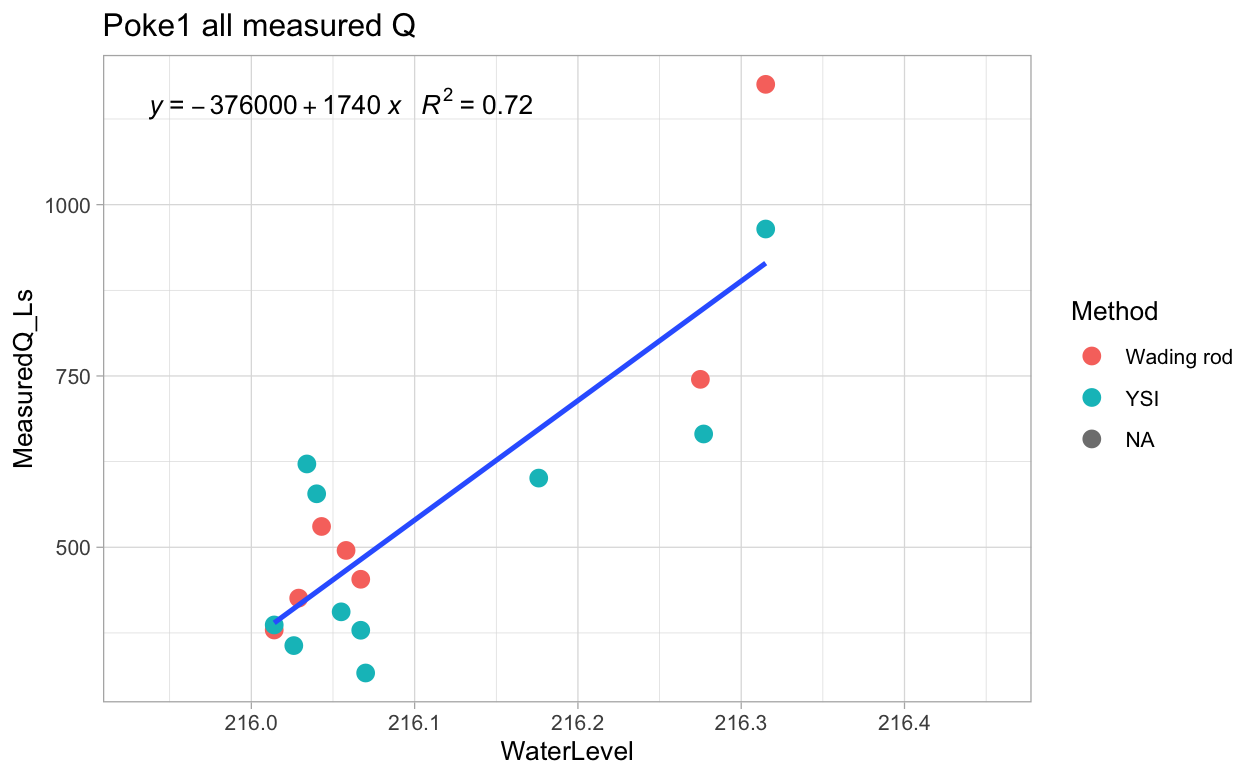 Poke1 all measured Q
y = − 376000 + 1740 x R² = 0.72
1000
750
500
MeasuredQ_Ls
216.0 216.1 216.2 216.3 216.4
WaterLevel
Method
Wading rod
YSI
NA